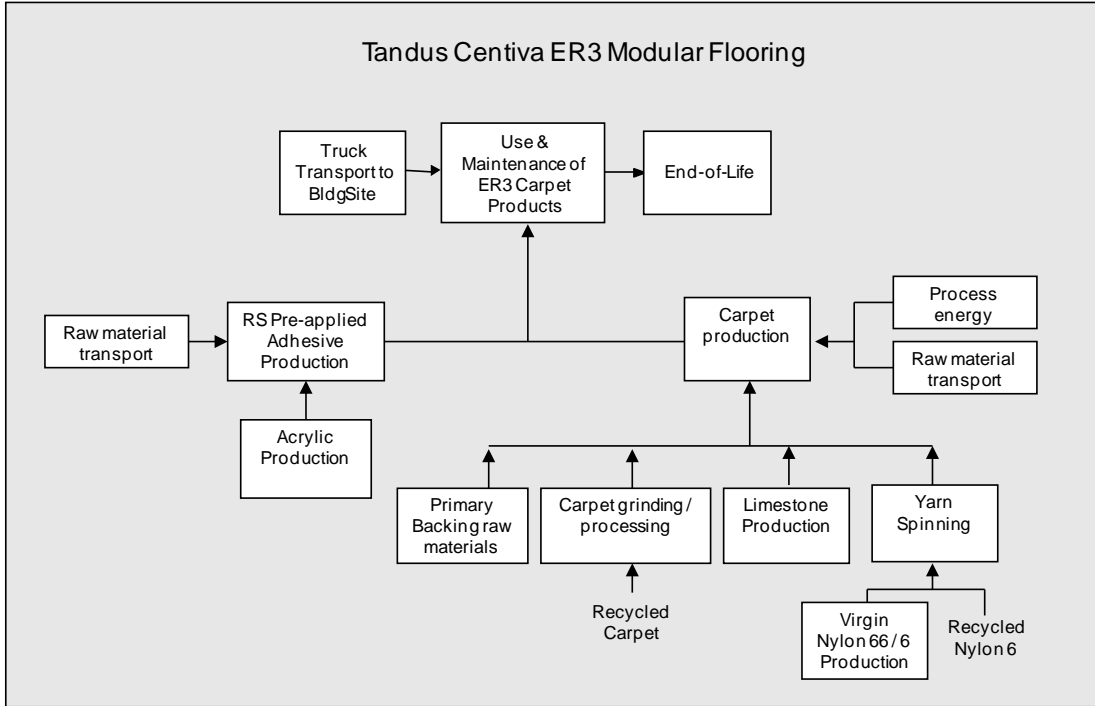 Tandus Centiva ER3 Modular Flooring
Truck
Transport to
BldgSite
Use &
Maintenance of
ER3 Carpet
Products
End-of-Life
Raw material
transport
RS Pre-applied
Adhesive
Production
Carpet
production
Process
energy
Raw material
transport
Acrylic
Production
Primary
Backing raw
materials
Carpet grinding /
processing
Limestone
Production
Yarn
Spinning
Recycled
Carpet
Virgin
Nylon 66 / 6
Production
Recycled
Nylon 6